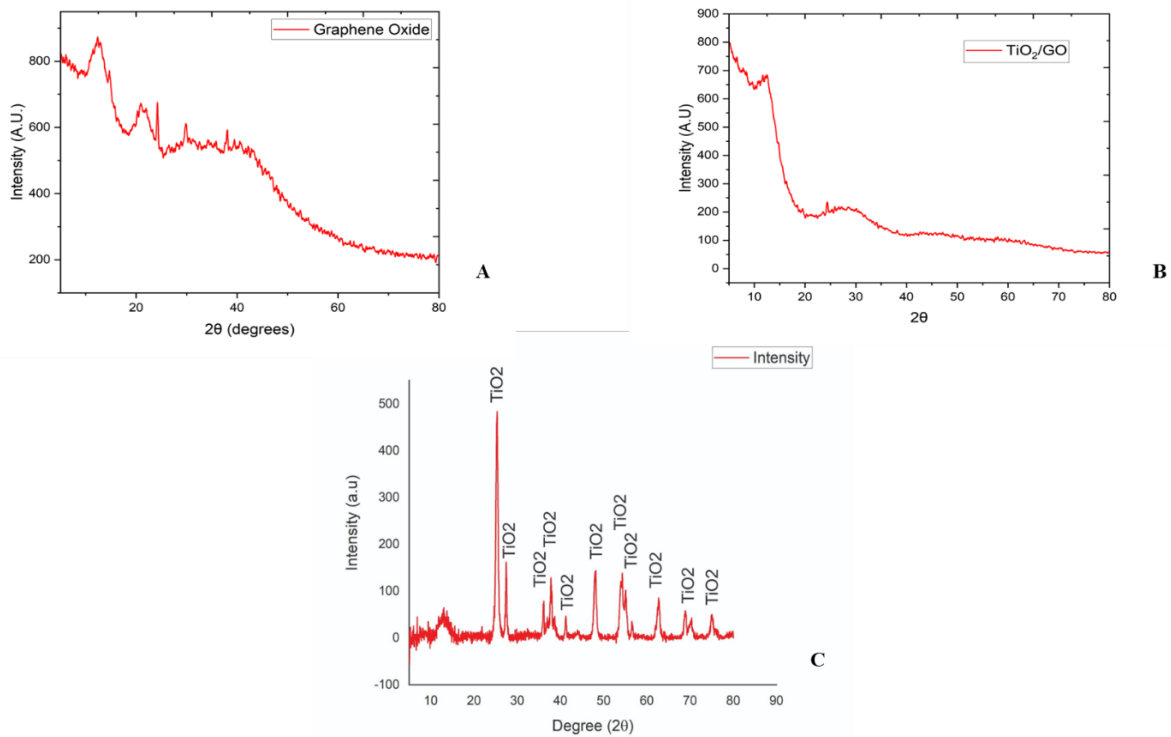 Graphene Oxide
800
600
400
200
Intensity (A.U.)
20
40
60
80
2θ (degrees)
A
900
800
700
600
500
400
300
200
100
0
Intensity (A.U)
TiO₂/GO
10
20
30
40
50
60
70
80
2θ
B
Intensity
500
400
300
200
100
0
-100
Intensity (a.u)
TiO2
TiO2
TiO2
TiO2
TiO2
TiO2
TiO2
TiO2
TiO2
TiO2
TiO2
10
20
30
40
50
60
70
80
90
Degree (2θ)
C